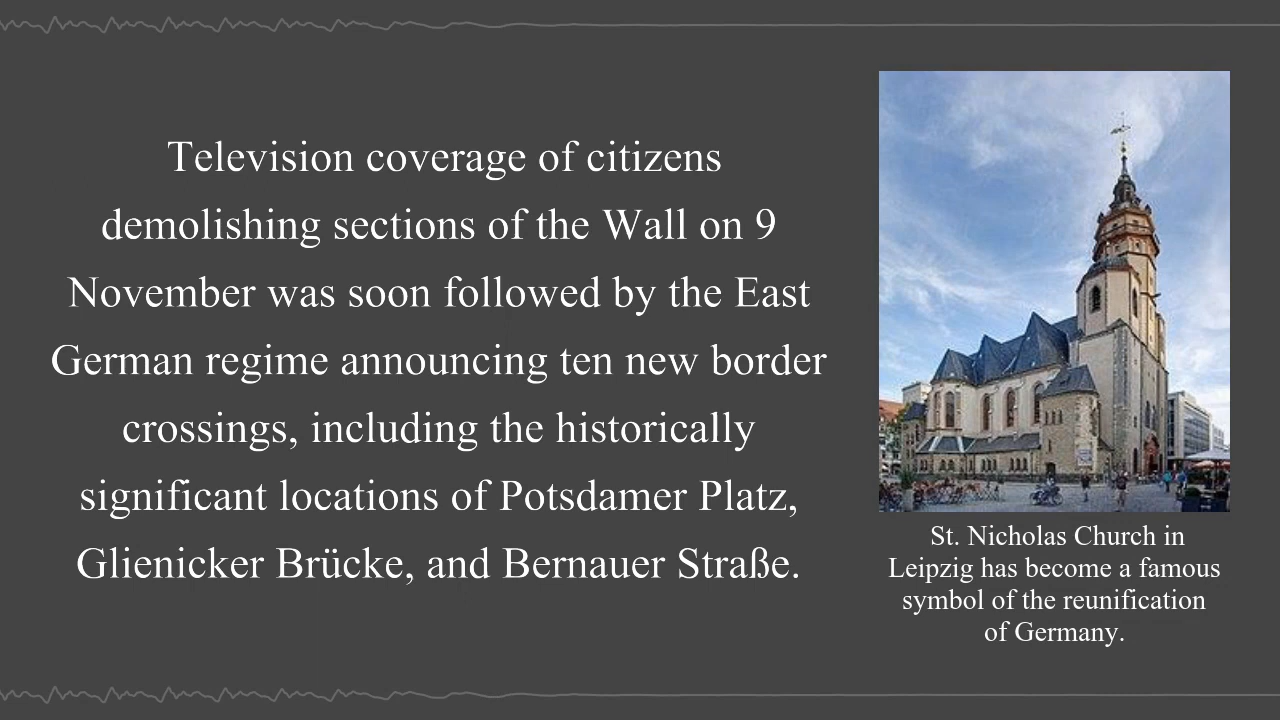 Television coverage of citizens
demolishing sections of the Wall on 9
November was soon followed by the East
German regime announcing ten new border
crossings, including the historically
significant locations of Potsdamer Platz,
Glienicker Brücke, and Bernauer Straße.
St. Nicholas Church in
Leipzig has become a famous
symbol of the reunification
of Germany.